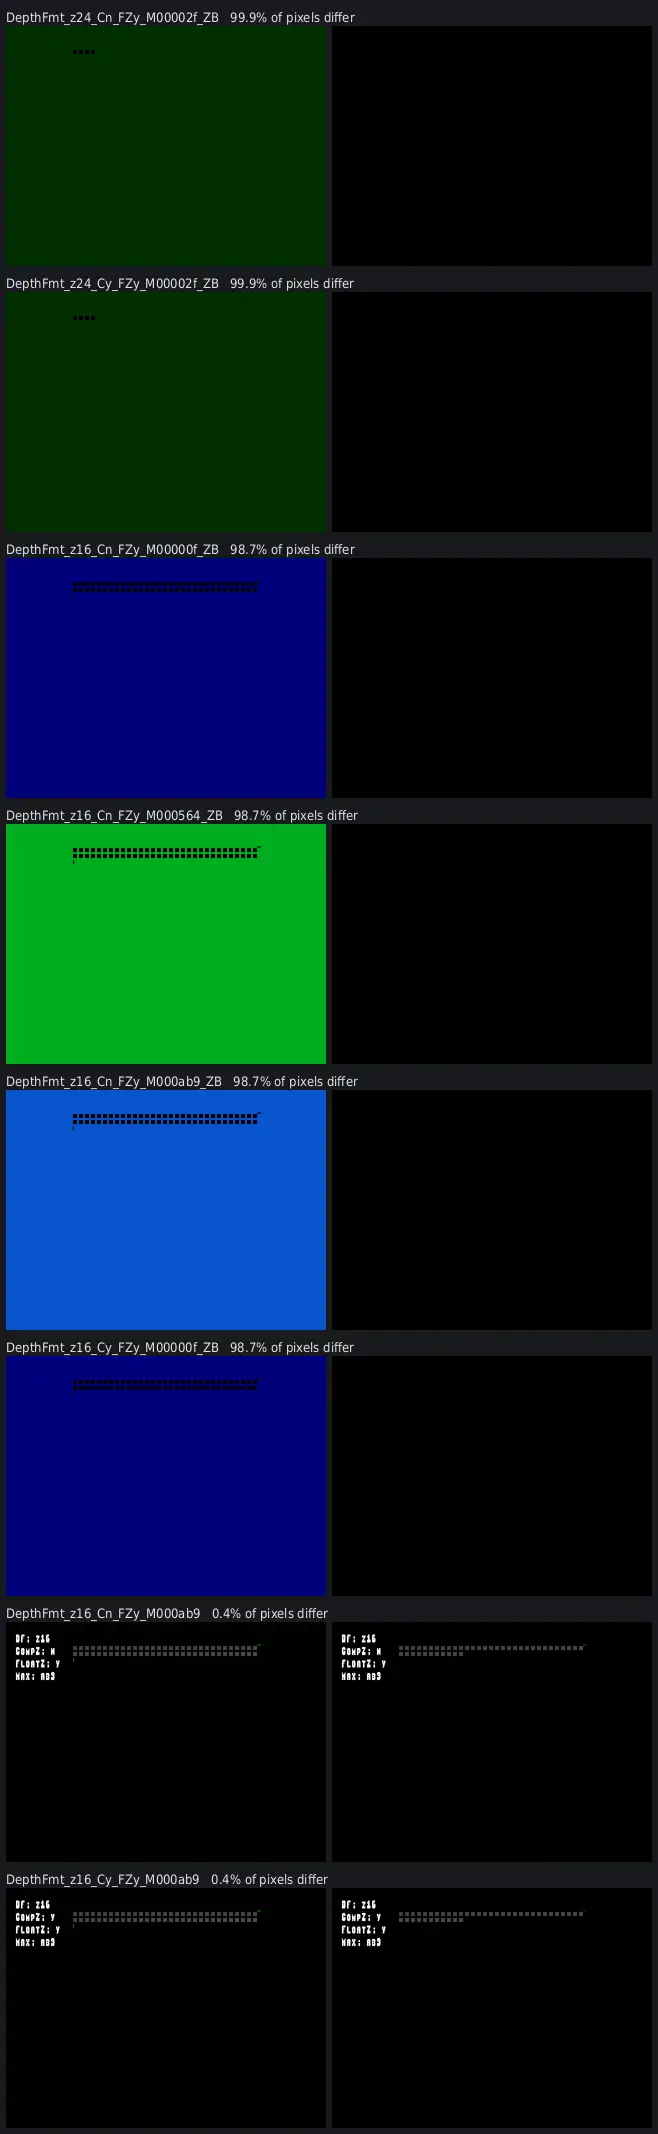 DepthFmt_z24_Cn_FZy_M00002f_ZB 99.9% of pixels differ
DepthFmt_z24_Cy_FZy_M00002f_ZB 99.9% of pixels differ
DepthFmt_z16_Cn_FZy_M00000f_ZB 98.7% of pixels differ
DepthFmt_z16_Cn_FZy_M000564_ZB 98.7% of pixels differ
DepthFmt_z16_Cn_FZy_M000ab9_ZB 98.7% of pixels differ
DepthFmt_z16_Cy_FZy_M00000f_ZB 98.7% of pixels differ
DepthFmt_z16_Cn_FZy_M000ab9 0.4% of pixels differ
DF: z16
CompZ: N
FloatZ: Y
Max: AB9
DF: z16
CompZ: N
FloatZ: Y
Max: AB9
DepthFmt_z16_Cy_FZy_M000ab9 0.4% of pixels differ
DF: z16
CompZ: Y
FloatZ: Y
Max: AB9
DF: z16
CompZ: Y
FloatZ: Y
Max: AB9